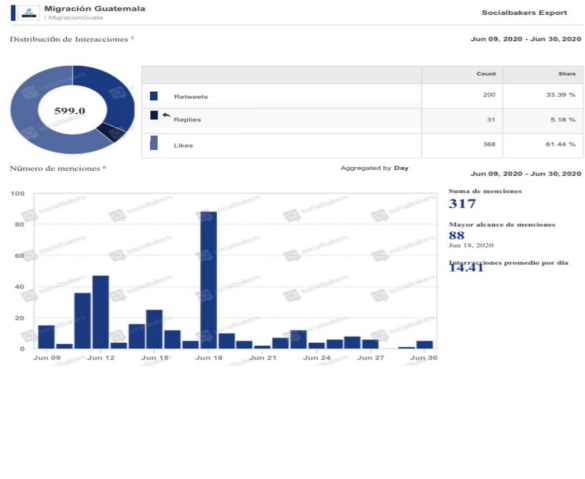 Migración Guatemala
/ MigracionGuate
Socialbakers Export
Distribución de Interacciones 5
Jun 09, 2020 - Jun 30, 2020
599.0
Count Share
Retweets 200 33.39 %
Replies 31 5.18 %
Likes 368 61.44 %
Número de menciones 6
Aggregated by Day
Jun 09, 2020 - Jun 30, 2020
Suma de menciones
317
Mayor alcance de menciones
88
Jun 18, 2020
Interracciones promedio por día
14.41
100
80
60
40
20
0
Jun 09 Jun 12 Jun 15 Jun 18 Jun 21 Jun 24 Jun 27 Jun 30
socialbakers